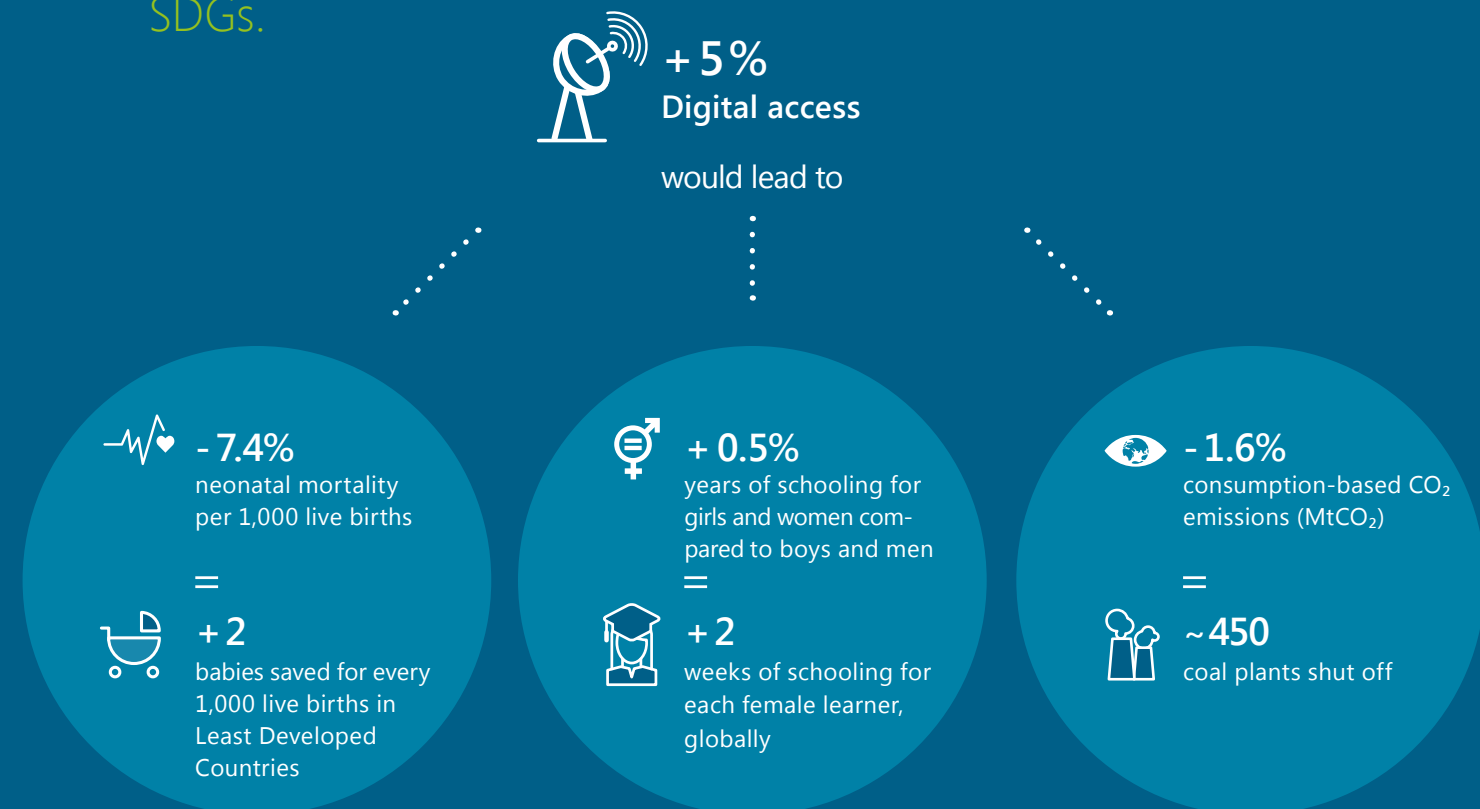 SDGs.
+ 5%
Digital access
would lead to
- 7.4%
neonatal mortality
per 1,000 live births
=
+ 2
babies saved for every
1,000 live births in
Least Developed
Countries
+ 0.5%
years of schooling for
girls and women com-
pared to boys and men
=
+ 2
weeks of schooling for
each female learner,
globally
- 1.6%
consumption-based CO₂
emissions (MtCO₂)
=
~ 450
coal plants shut off